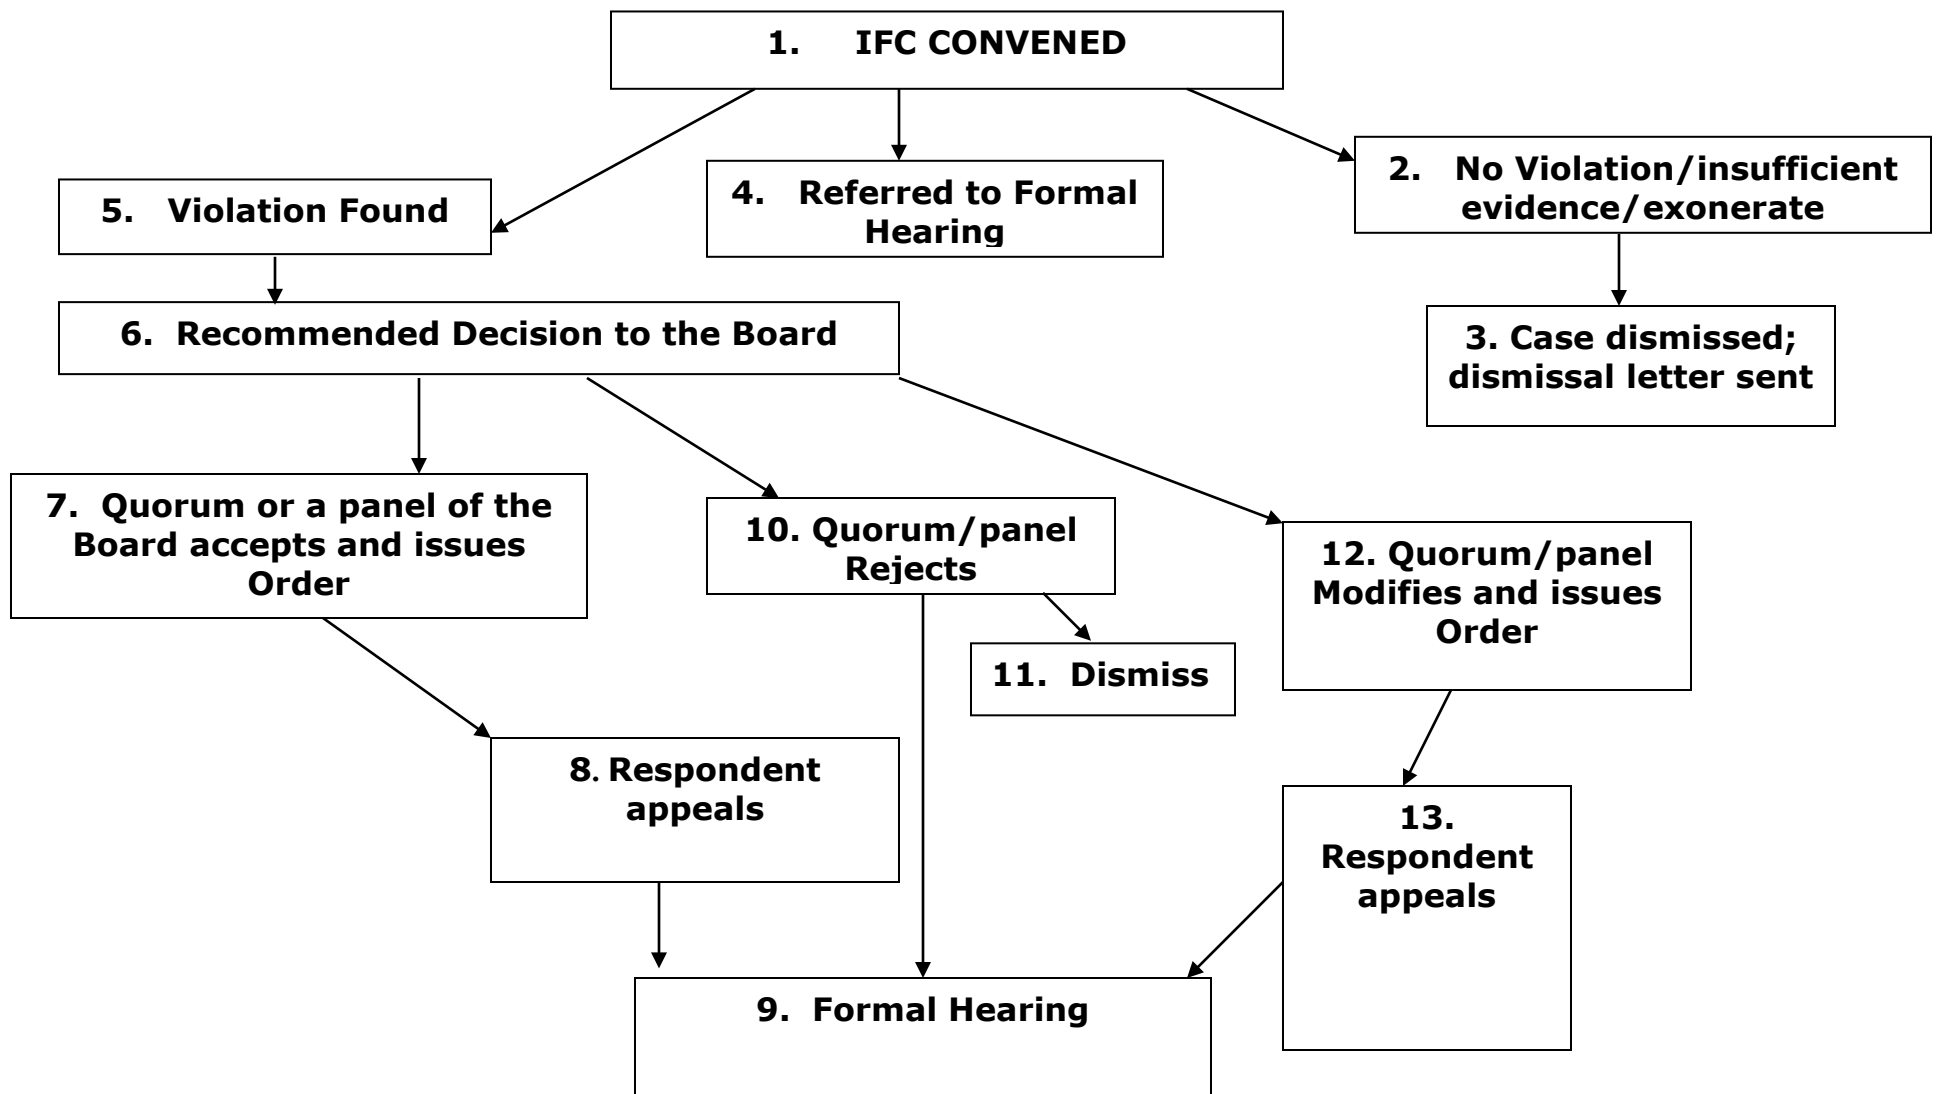 1. IFC CONVENED
2. No Violation/insufficient
evidence/exonerate
4. Referred to Formal
Hearing
5. Violation Found
6. Recommended Decision to the Board
3. Case dismissed;
dismissal letter sent
7. Quorum or a panel of the
Board accepts and issues
Order
10. Quorum/panel
Rejects
12. Quorum/panel
Modifies and issues
Order
11. Dismiss
8. Respondent
appeals
13.
Respondent
appeals
9. Formal Hearing